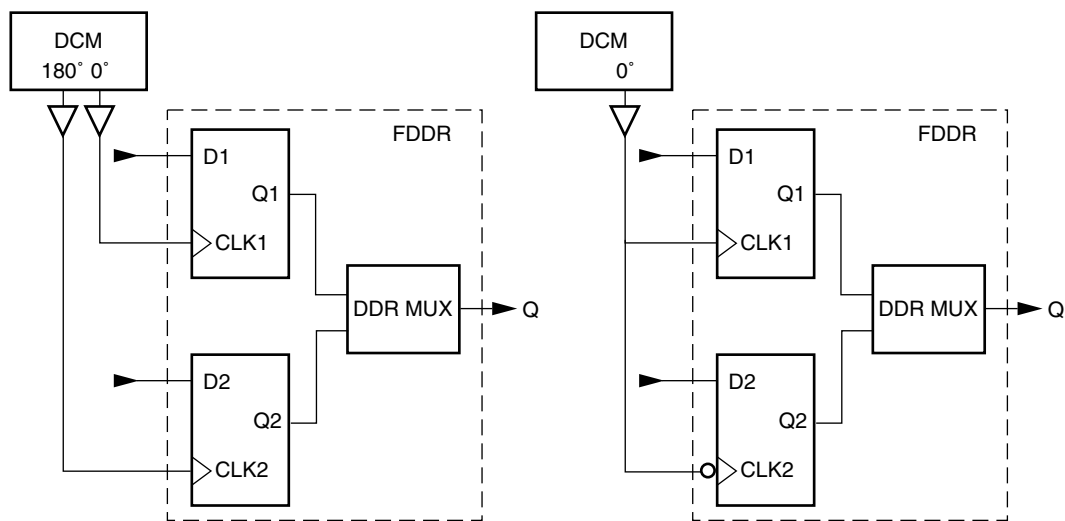 DCM
180˚ 0˚
FDDR
D1
Q1
CLK1
DDR MUX
Q
D2
Q2
CLK2
DCM
0˚
FDDR
D1
Q1
CLK1
DDR MUX
Q
D2
Q2
CLK2